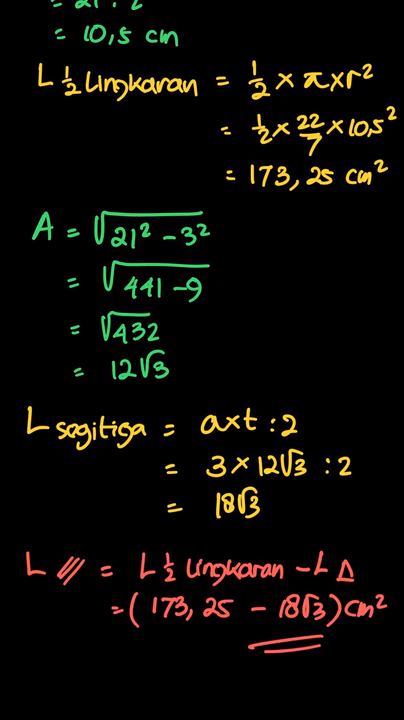 = 21 : 2
= 10,5 cm
L ½ lingkaran = ½ × π × r²
= ½ × 22/7 × 10,5²
= 173,25 cm²
A = √(21² - 3²)
= √(441 - 9)
= √432
= 12√3
L segitiga = a×t : 2
= 3 × 12√3 : 2
= 18√3
L /// = L ½ lingkaran - L Δ
= (173,25 - 18√3) cm²